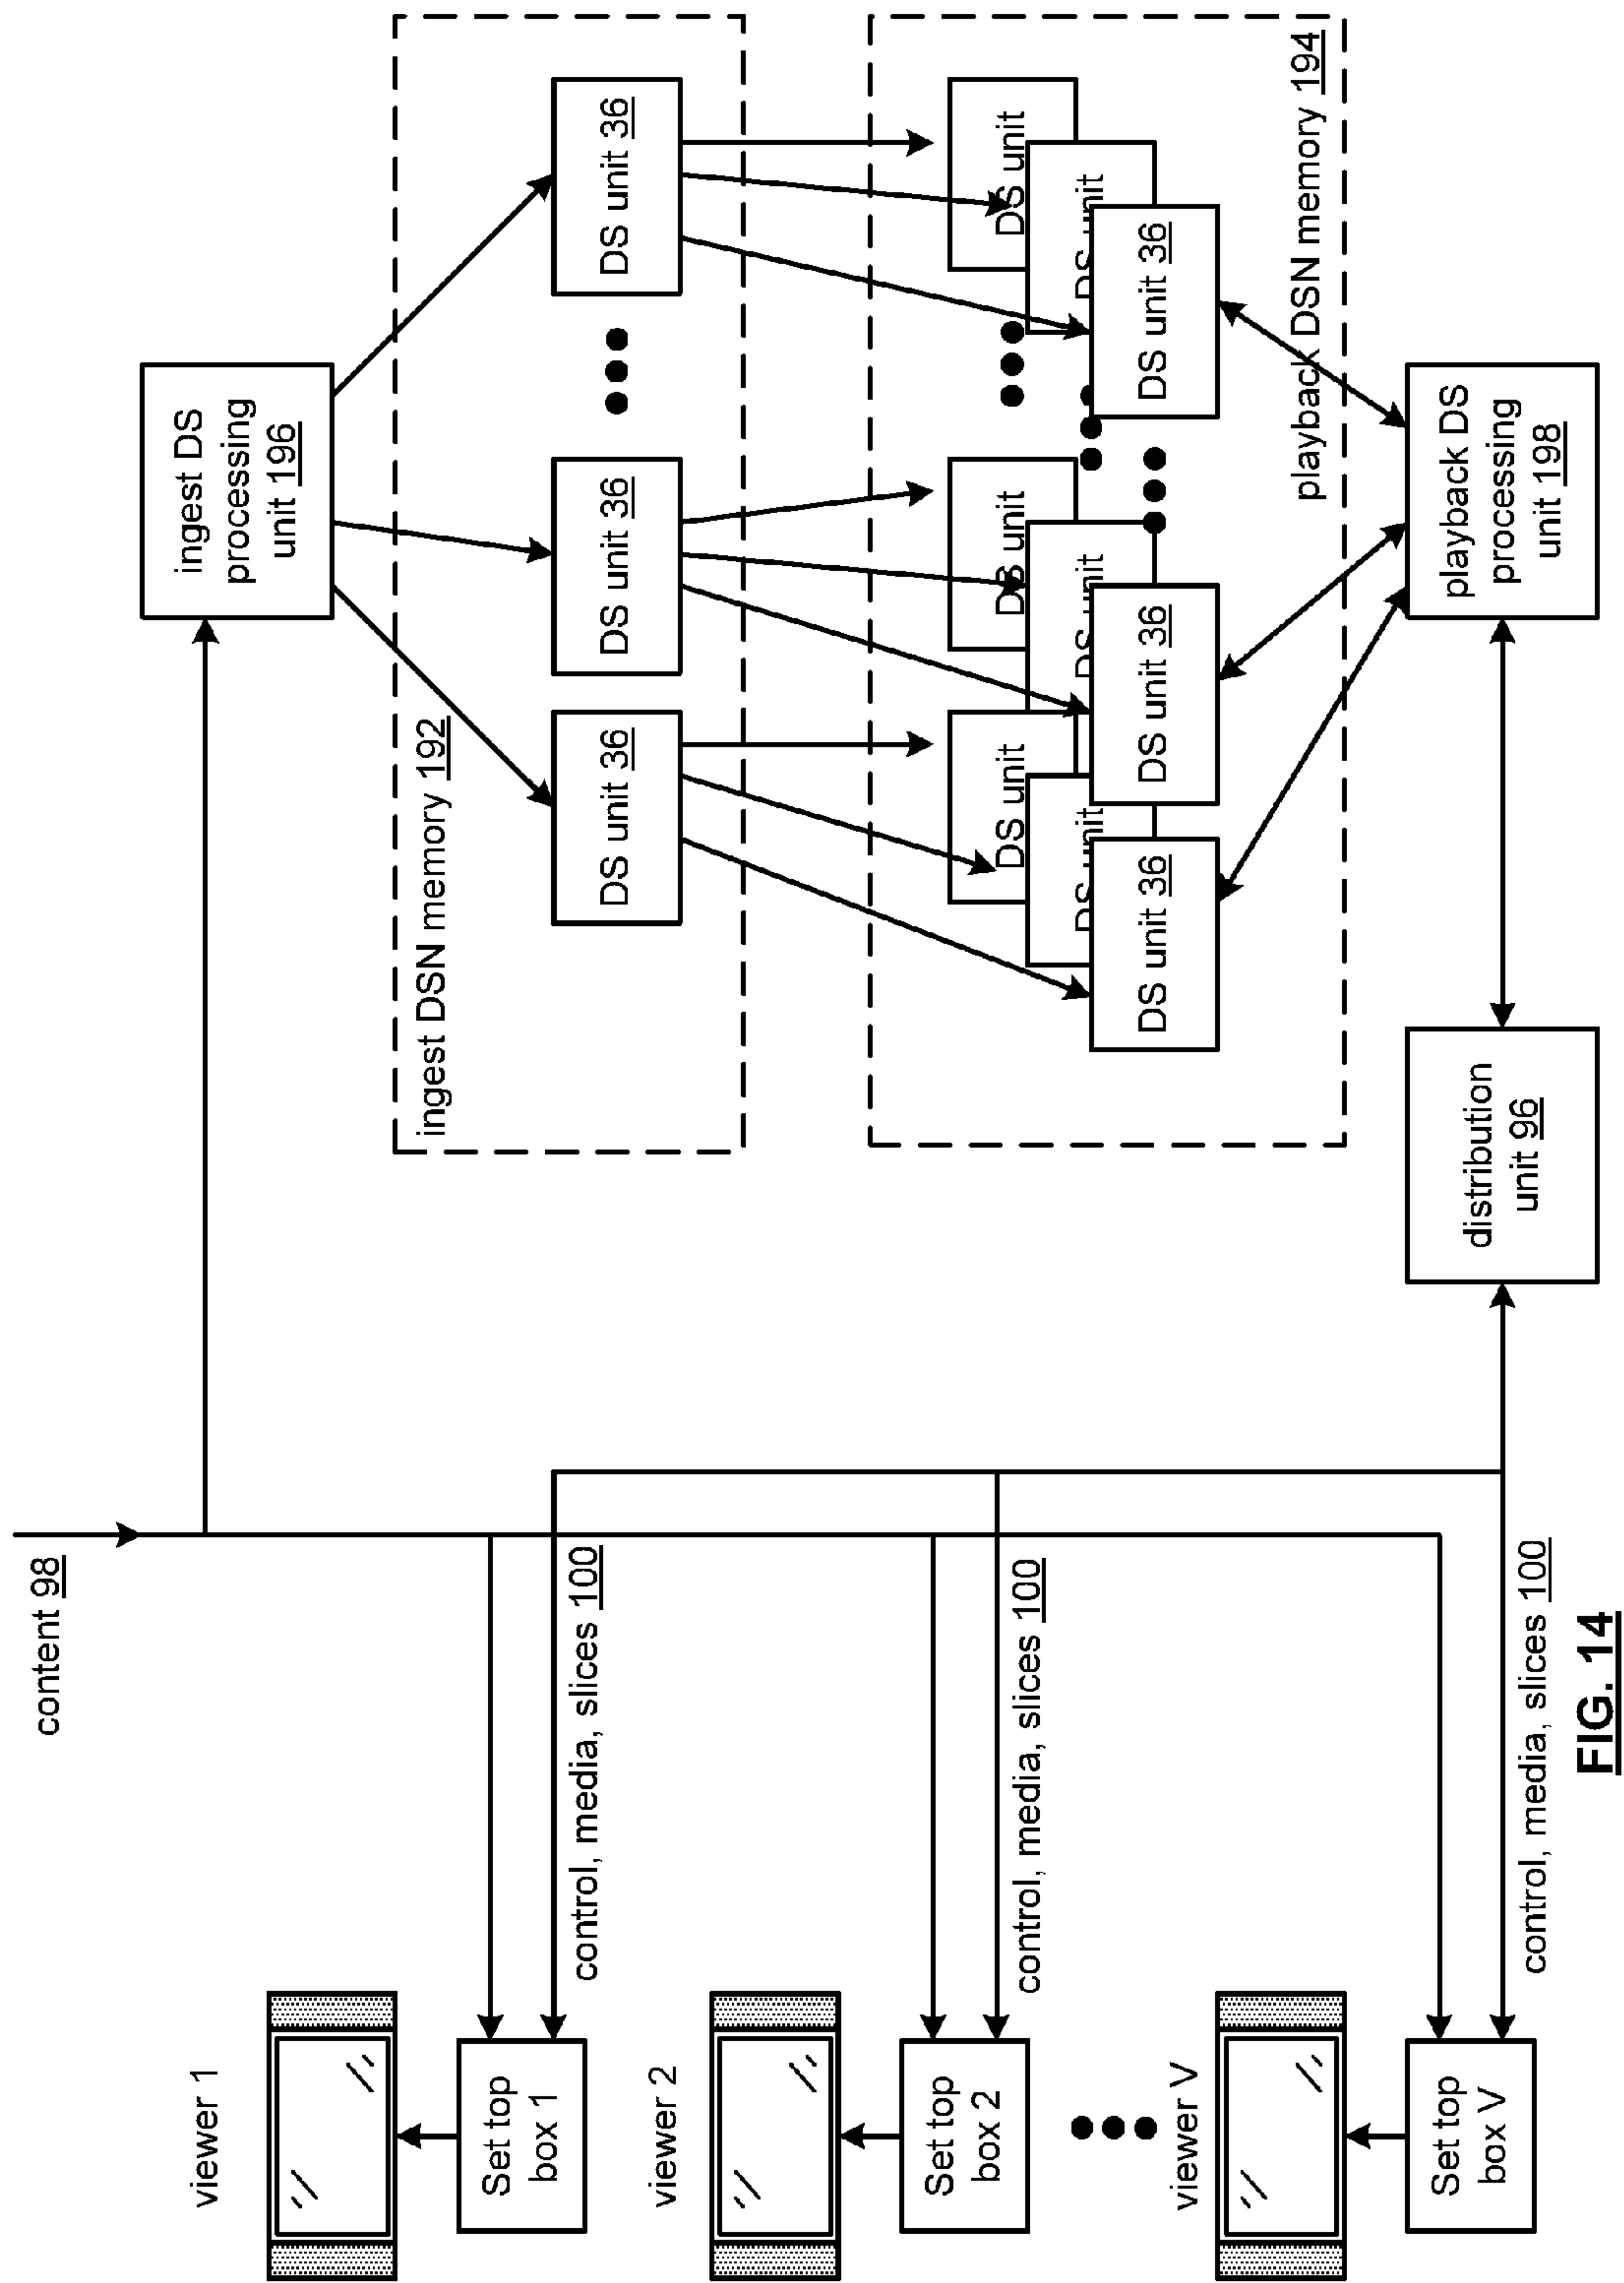 content 98
viewer 1
Set top
box 1
control, media, slices 100
viewer 2
Set top
box 2
control, media, slices 100
viewer V
Set top
box V
control, media, slices 100
ingest DS
processing
unit 196
ingest DSN memory 192
DS unit 36
DS unit 36
DS unit 36
DS unit
DS unit
DS unit 36
DS unit
DS unit
DS unit 36
DS unit
DS unit
DS unit 36
playback DSN memory 194
distribution
unit 96
playback DS
processing
unit 198
FIG. 14